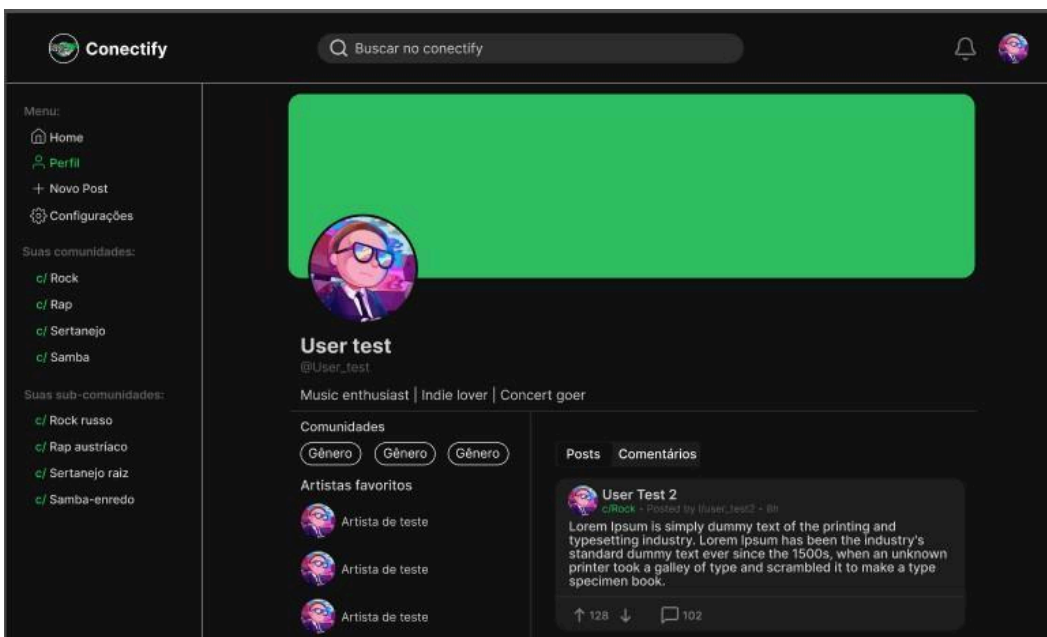 Conectify
Buscar no conectify
Menu:
Home
Perfil
Novo Post
Configurações
Suas comunidades:
c/ Rock
c/ Rap
c/ Sertanejo
c/ Samba
Suas sub-comunidades:
c/ Rock russo
c/ Rap austríaco
c/ Sertanejo raiz
c/ Samba-enredo
User test
@User_test
Music enthusiast | Indie lover | Concert goer
Comunidades
Gênero Gênero Gênero
Artistas favoritos
Artista de teste
Artista de teste
Artista de teste
Posts Comentários
User Test 2
c/Rock - Posted by - 8h
Lorem Ipsum is simply dummy text of the printing and
typesetting industry. Lorem Ipsum has been the industry's
standard dummy text ever since the 1500s, when an unknown
printer took a galley of type and scrambled it to make a type
specimen book.
128 102